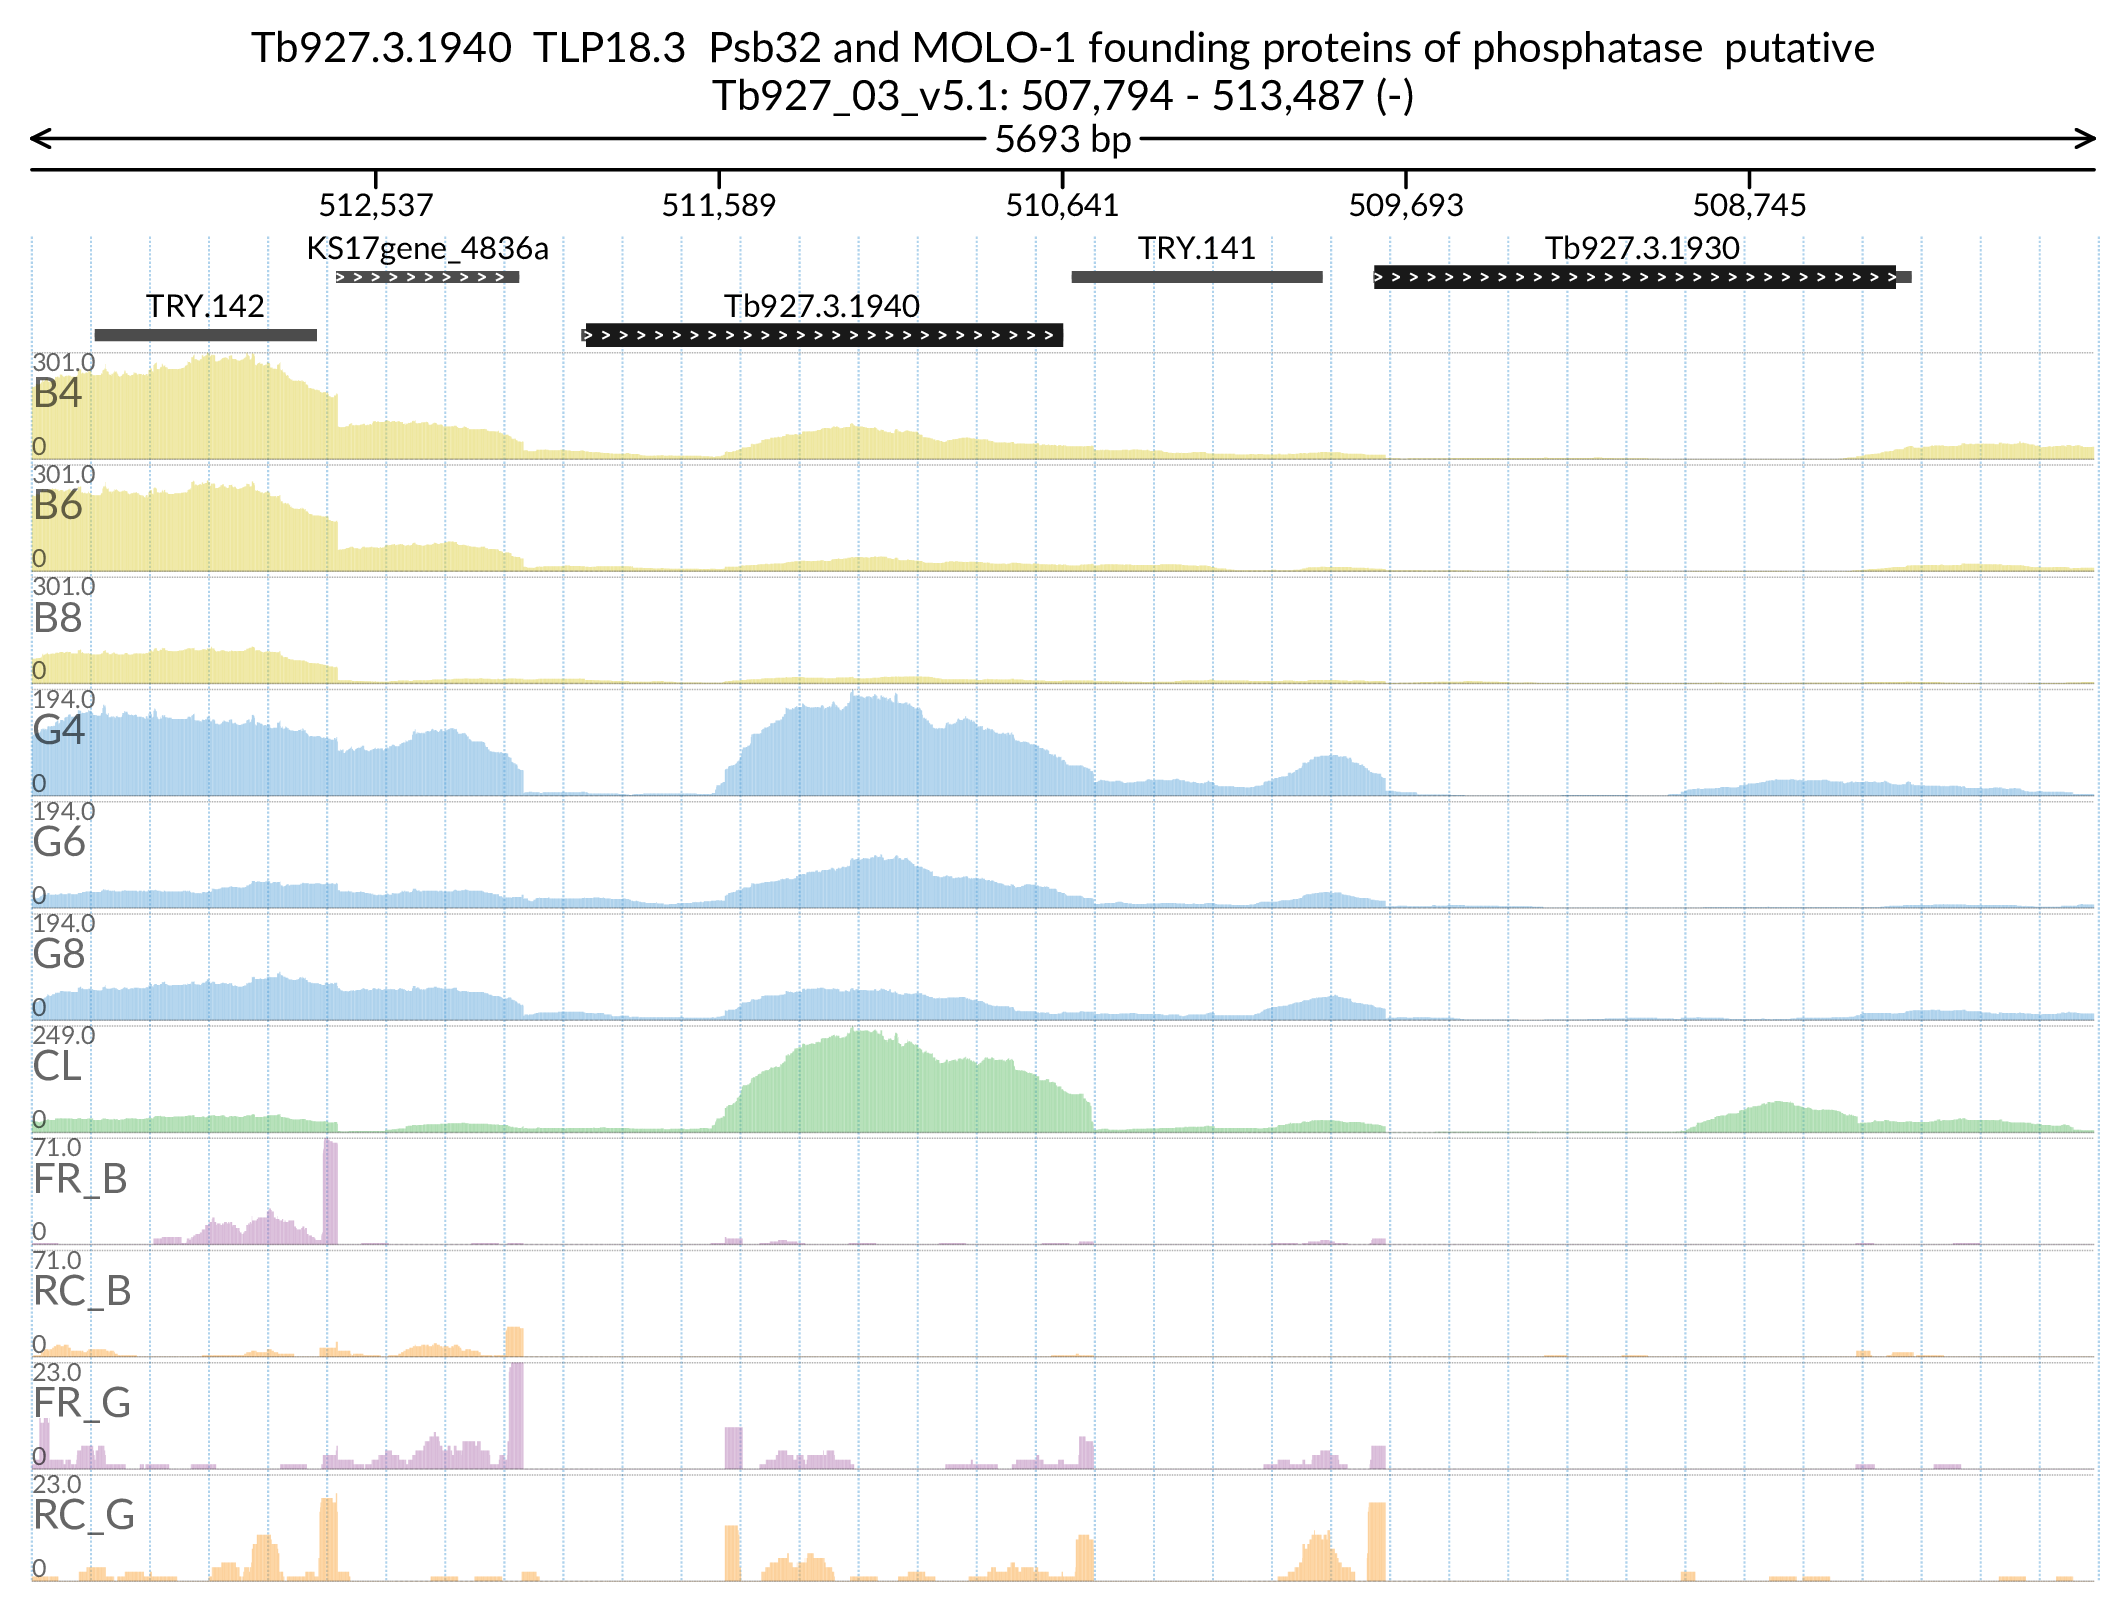 Tb927.3.1940 TLP18.3 Psb32 and MOLO-1 founding proteins of phosphatase putative
Tb927_03_v5.1: 507,794 - 513,487 (-)
5693 bp
512,537 511,589 510,641 509,693 508,745
KS17gene_4836a TRY.141 Tb927.3.1930
TRY.142 Tb927.3.1940
301.0
B4
0
301.0
B6
0
301.0
B8
0
194.0
G4
0
194.0
G6
0
194.0
G8
0
249.0
CL
0
71.0
FR_B
0
71.0
RC_B
0
23.0
FR_G
0
23.0
RC_G
0